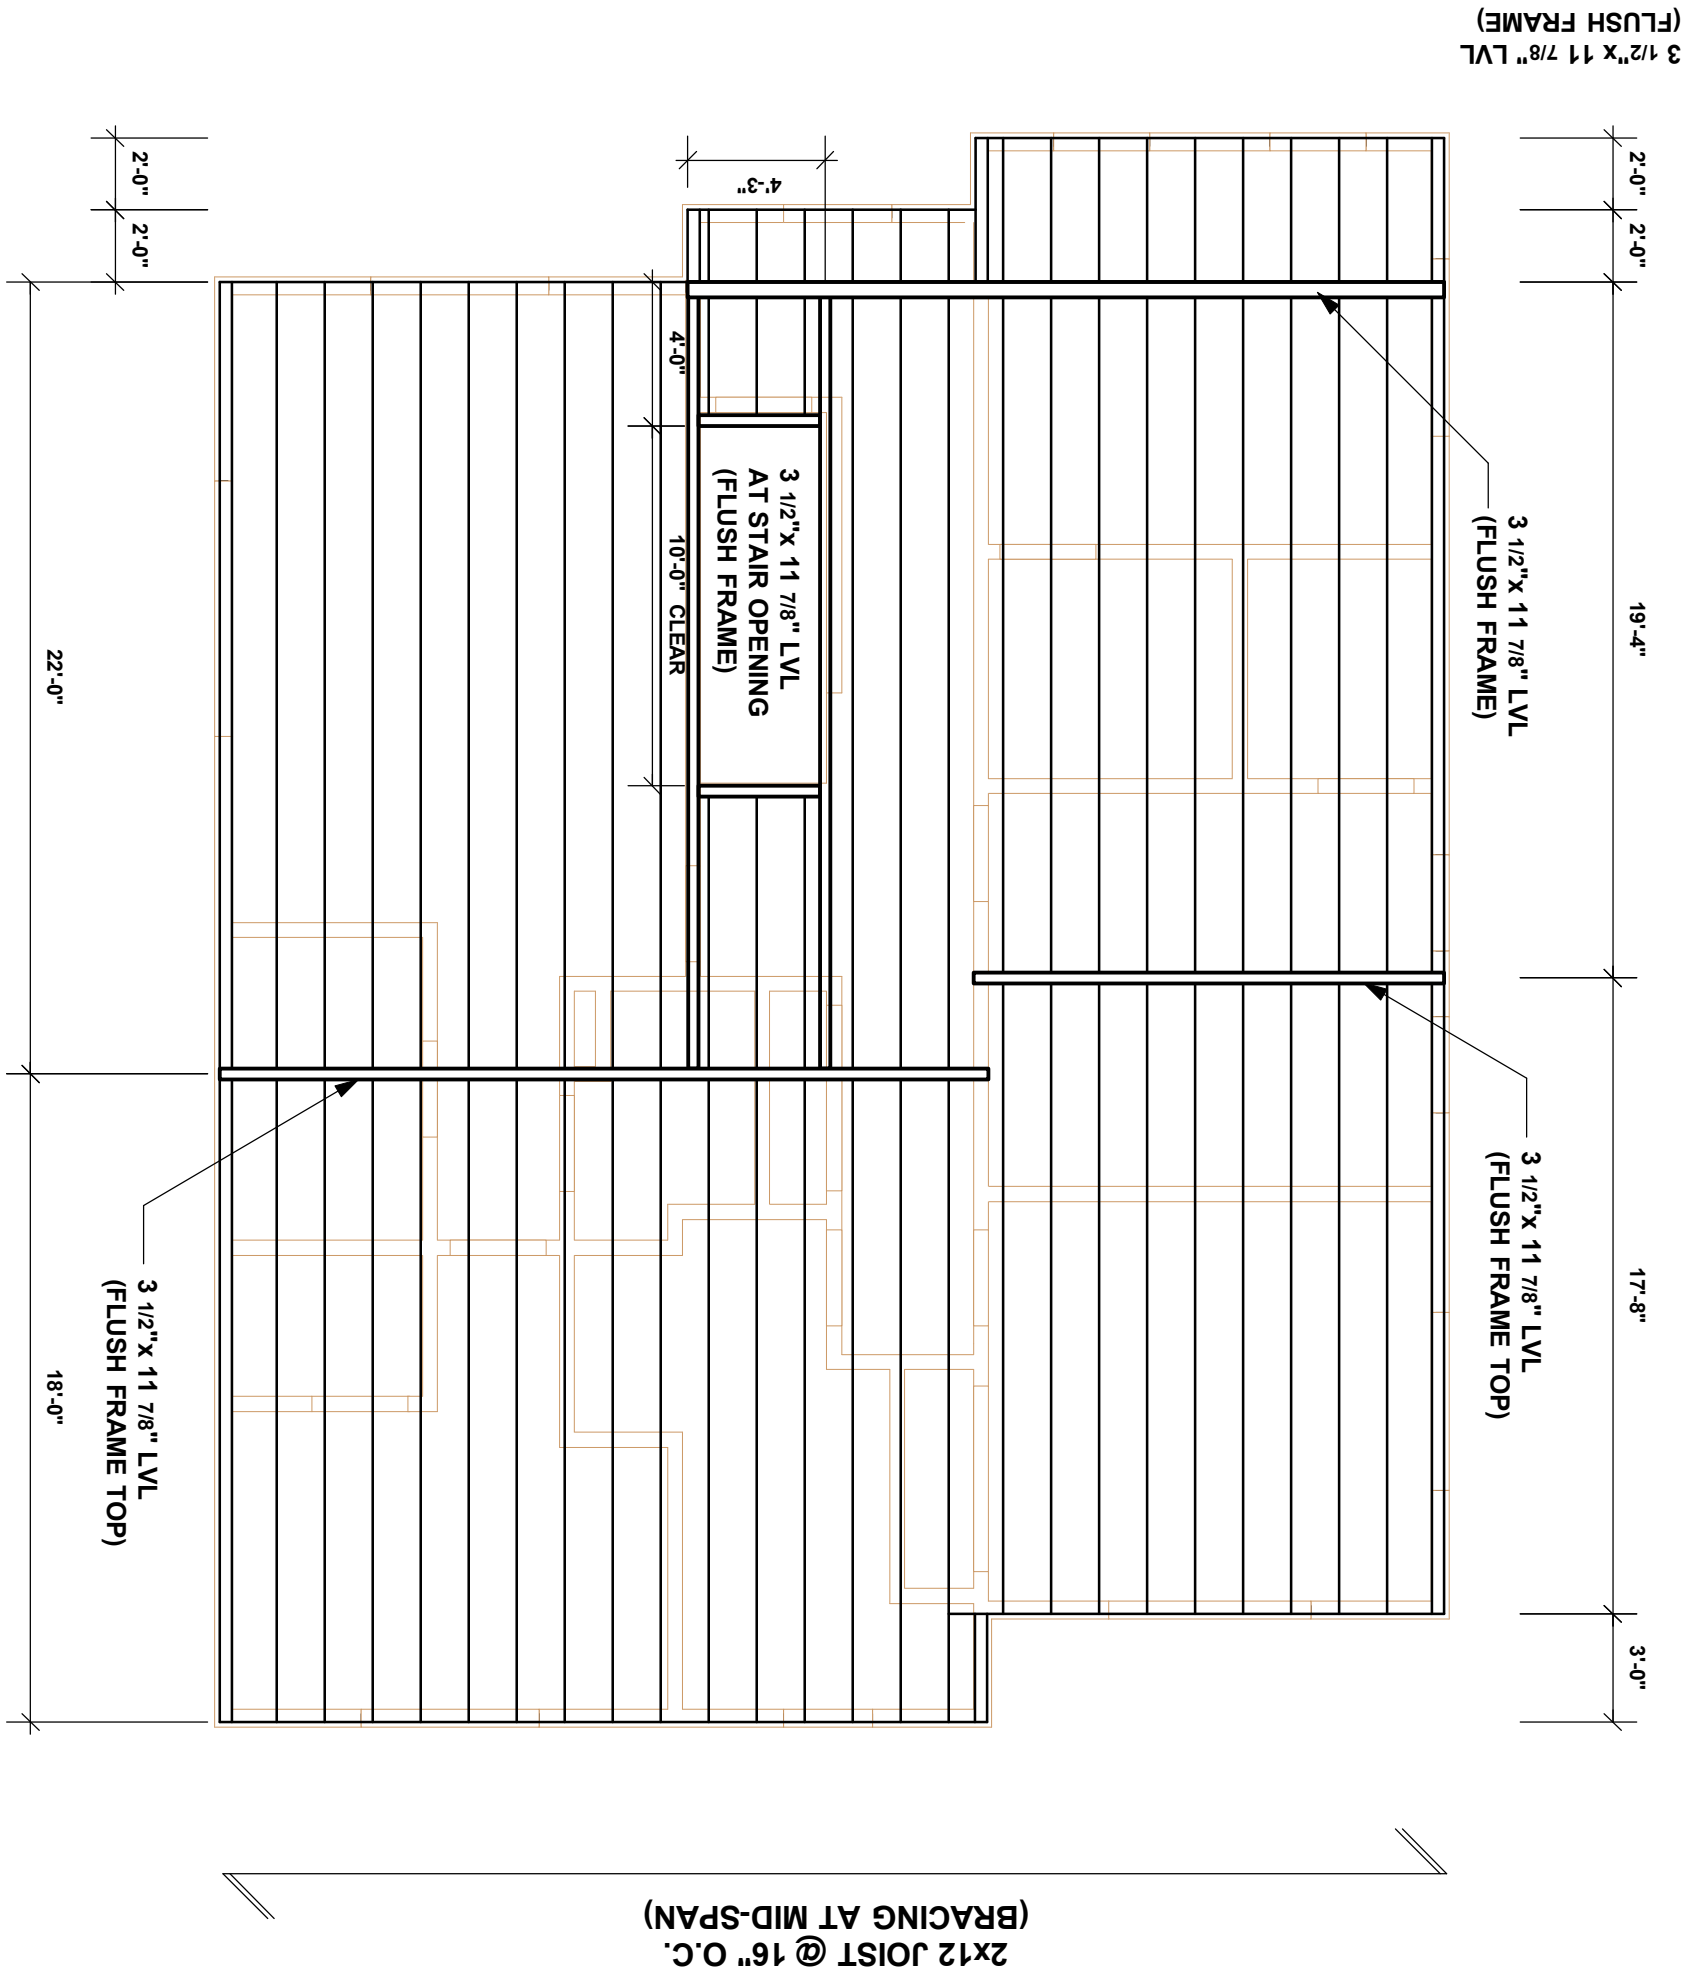 3 1/2"x 11 7/8" LVL
(FLUSH FRAME)
2'-0"
2'-0"
4'-3"
2'-0"
2'-0"
4'-0"
3 1/2"x 11 7/8" LVL
AT STAIR OPENING
(FLUSH FRAME)
10'-0" CLEAR
3 1/2"x 11 7/8" LVL
(FLUSH FRAME)
19'-4"
22'-0"
3 1/2"x 11 7/8" LVL
(FLUSH FRAME TOP)
17'-8"
3 1/2"x 11 7/8" LVL
(FLUSH FRAME TOP)
18'-0"
3'-0"
2x12 JOIST @ 16" O.C.
(BRACING AT MID-SPAN)